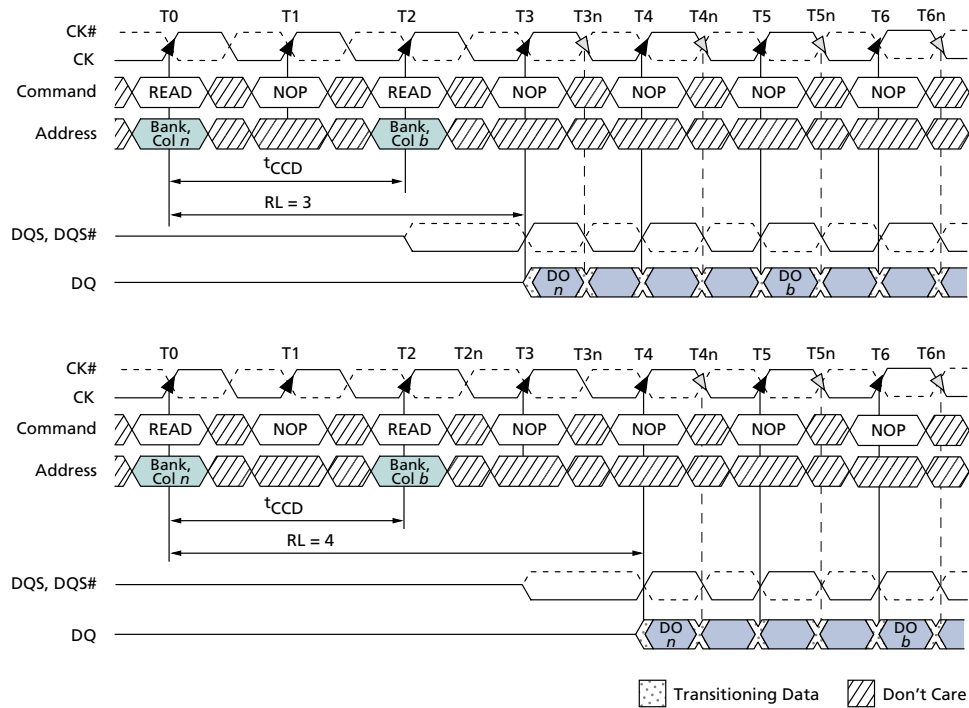 T0 T1 T2 T3 T3n T4 T4n T5 T5n T6 T6n
CK#
CK
Command READ NOP READ NOP NOP NOP NOP
Address Bank, Col n Bank, Col b
tCCD
RL = 3
DQS, DQS#
DQ DO n DO b
T0 T1 T2 T2n T3 T3n T4 T4n T5 T5n T6 T6n
CK#
CK
Command READ NOP READ NOP NOP NOP NOP
Address Bank, Col n Bank, Col b
tCCD
RL = 4
DQS, DQS#
DQ DO n DO b
Transitioning Data Don't Care